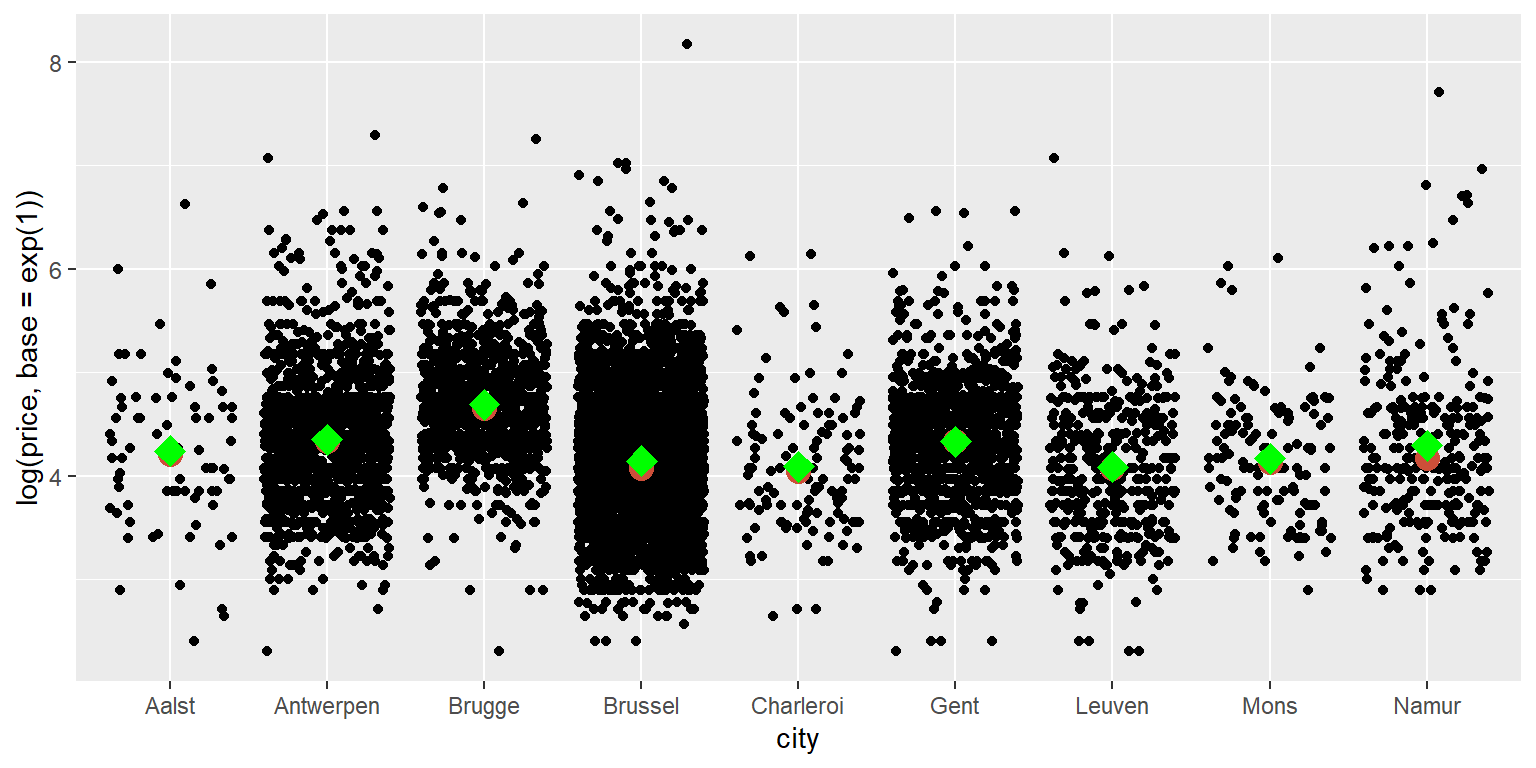 log(price, base = exp(1))
8
6
4
Aalst Antwerpen Brugge Brussel Charleroi Gent Leuven Mons Namur
city